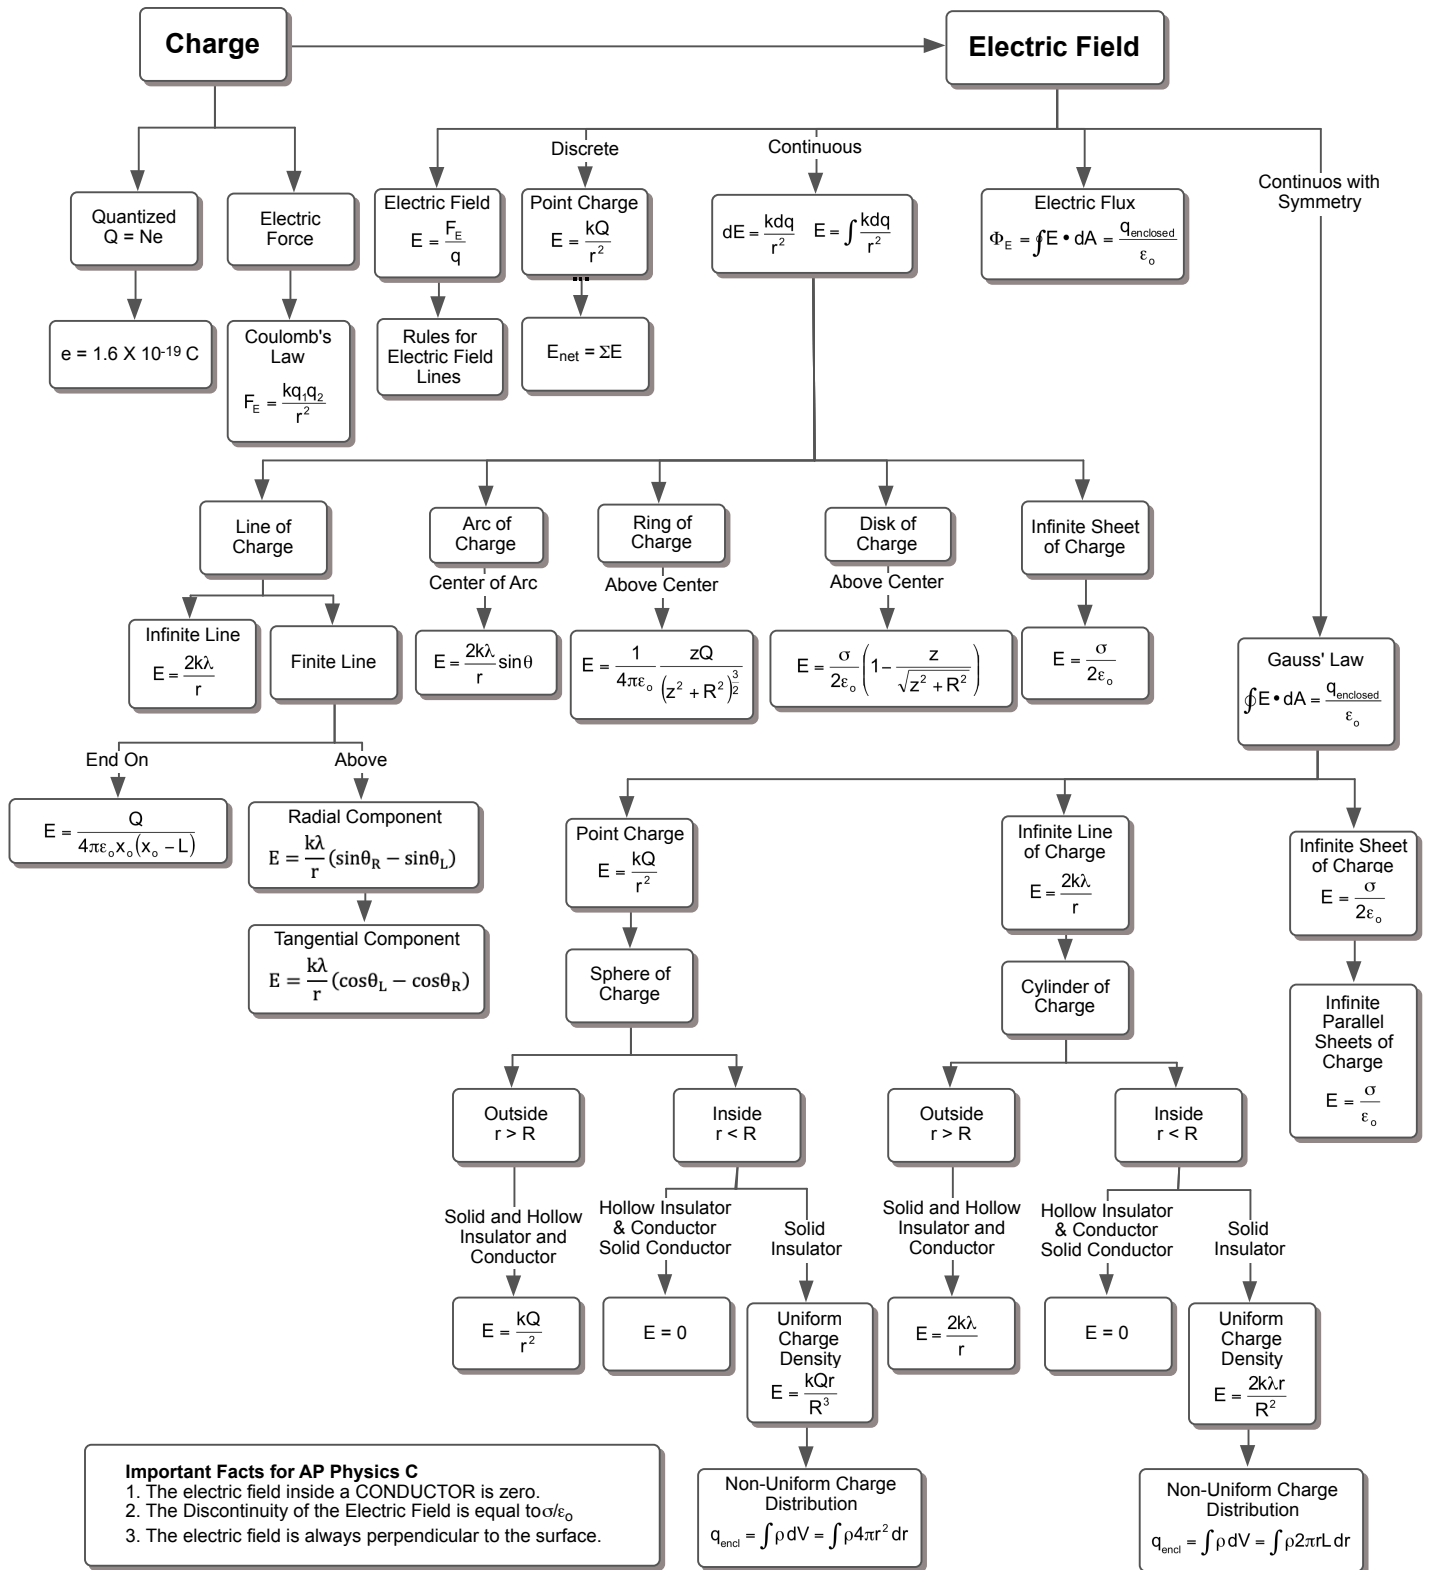 Charge
Electric Field
Discrete
Continuous
Continuos with
Symmetry
Quantized
Q = Ne
Electric
Force
Electric Field
E = F_E / q
Point Charge
E = kQ / r²
dE = kdq / r²   E = ∫ kdq / r²
Electric Flux
Φ_E = ∮E • dA = q_enclosed / ε_o
e = 1.6 X 10⁻¹⁹ C
Coulomb's
Law
F_E = kq₁q₂ / r²
Rules for
Electric Field
Lines
E_net = ΣE
Line of
Charge
Arc of
Charge
Ring of
Charge
Disk of
Charge
Infinite Sheet
of Charge
Center of Arc
Above Center
Above Center
Infinite Line
E = 2kλ / r
Finite Line
E = 2kλ / r sinθ
E = 1 / 4πε_o zQ / (z² + R²)^(3/2)
E = σ / 2ε_o (1 − z / √(z² + R²))
E = σ / 2ε_o
Gauss' Law
∮E • dA = q_enclosed / ε_o
End On
Above
E = Q / 4πε_o x_o (x_o − L)
Radial Component
E = kλ / r (sinθ_R − sinθ_L)
Tangential Component
E = kλ / r (cosθ_L − cosθ_R)
Point Charge
E = kQ / r²
Infinite Line
of Charge
E = 2kλ / r
Infinite Sheet
of Charge
E = σ / 2ε_o
Sphere of
Charge
Cylinder of
Charge
Infinite
Parallel
Sheets of
Charge
E = σ / ε_o
Outside
r > R
Inside
r < R
Outside
r > R
Inside
r < R
Solid and Hollow
Insulator and
Conductor
Hollow Insulator
& Conductor
Solid Conductor
Solid
Insulator
Solid and Hollow
Insulator and
Conductor
Hollow Insulator
& Conductor
Solid Conductor
Solid
Insulator
E = kQ / r²
E = 0
Uniform
Charge
Density
E = kQr / R³
E = 2kλ / r
E = 0
Uniform
Charge
Density
E = 2kλr / R²
Important Facts for AP Physics C
1. The electric field inside a CONDUCTOR is zero.
2. The Discontinuity of the Electric Field is equal to σ/ε_o
3. The electric field is always perpendicular to the surface.
Non-Uniform Charge
Distribution
q_encl = ∫ρ dV = ∫ρ4πr² dr
Non-Uniform Charge
Distribution
q_encl = ∫ρ dV = ∫ρ2πrL dr